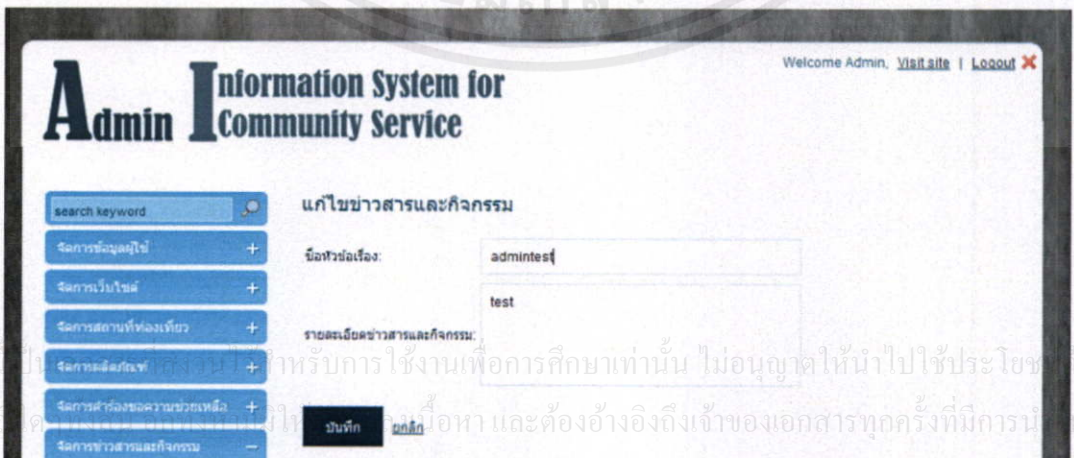 Welcome Admin, Visit site | Logout
Admin Information System for Community Service
search keyword
จัดการข้อมูลผู้ใช้
จัดการเว็บไซต์
จัดการสถานที่ท่องเที่ยว
จัดการผลิตภัณฑ์
จัดการคำร้องขอความช่วยเหลือ
จัดการข่าวสารและกิจกรรม
แก้ไขข่าวสารและกิจกรรม
ชื่อหัวข้อเรื่อง:
admintest
รายละเอียดข่าวสารและกิจกรรม:
test
สำหรับการใช้งานเพื่อการศึกษาเท่านั้น ไม่อนุญาตให้นำไปใช้ประโยช
บันทึก ยกเลิก
เนื้อหา และต้องอ้างอิงถึงเจ้าของเอกสารทุกครั้งที่มีการนำ